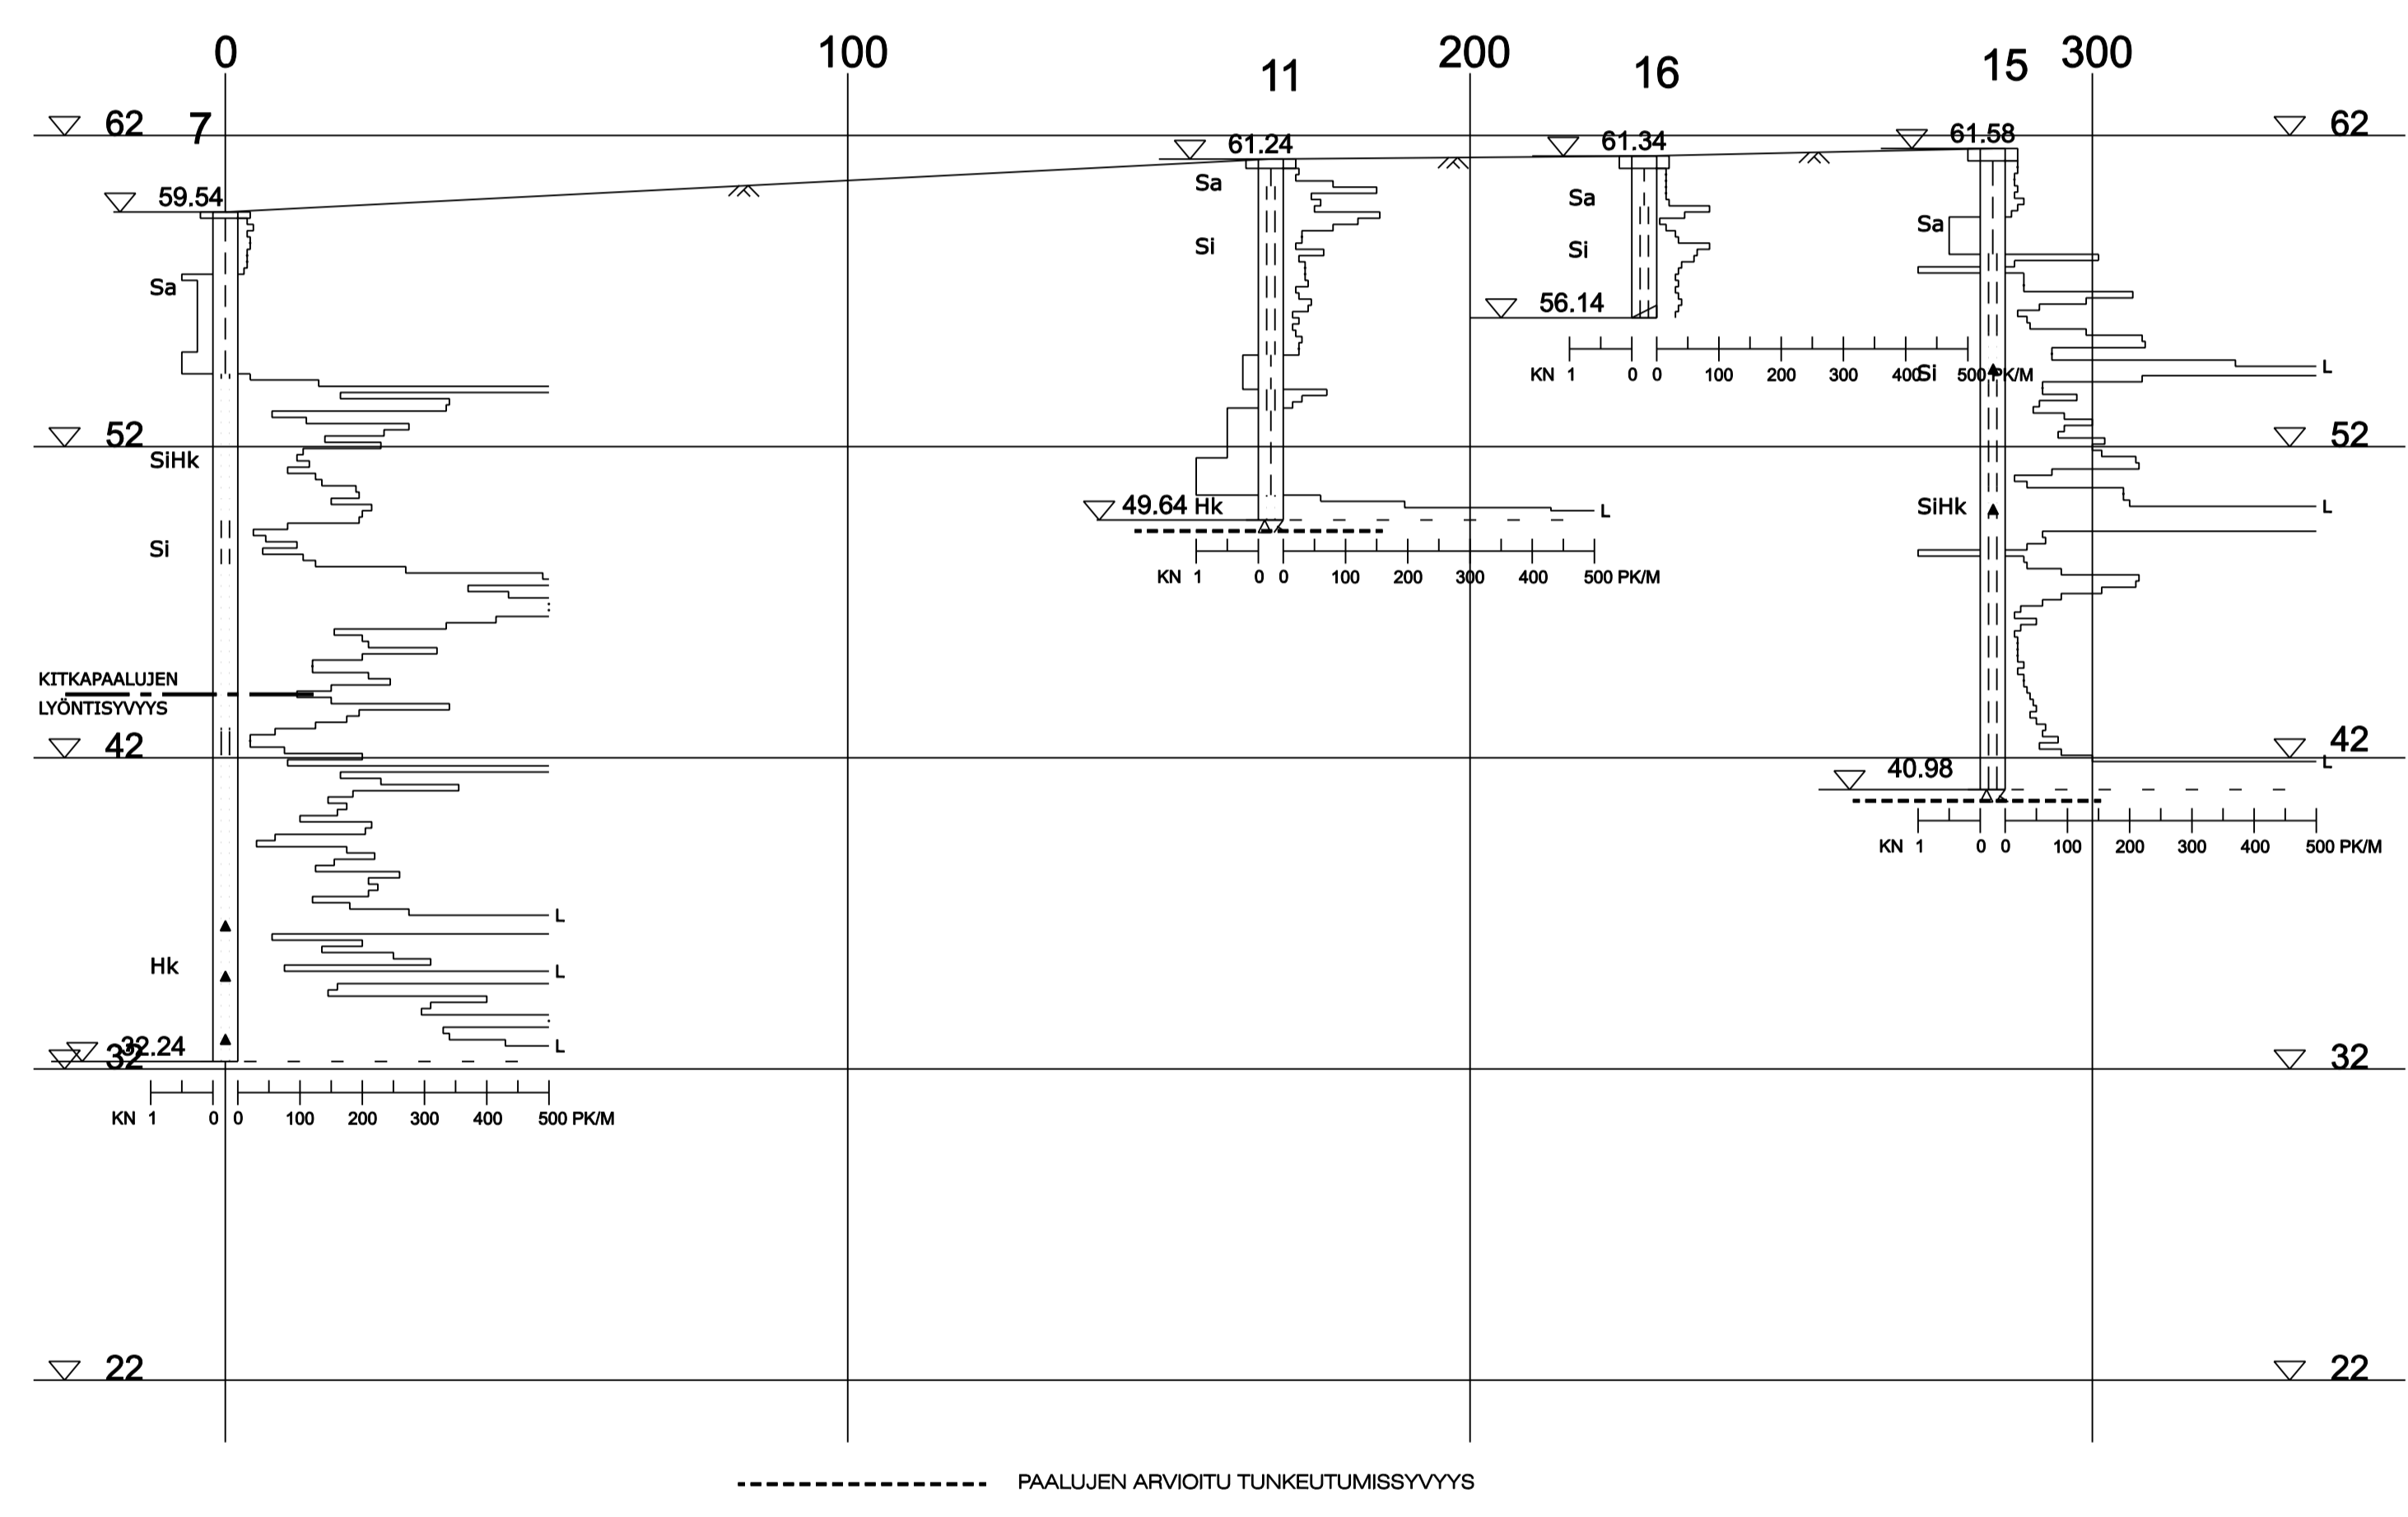 0 100 200 300
11 16 15
62 7 61.24 61.34 61.58 62
59.54
Sa Sa Sa
Si Si
Sa 56.14
KN 1 0 0 100 200 300 400 500 PK/M
Si L
52 52
SiHk
49.64 Hk L
SiHk L
Si
KN 1 0 0 100 200 300 400 500 PK/M
KITKAPAALUJEN
LYÖNTISYVYYS
42 42
40.98 L
KN 1 0 0 100 200 300 400 500 PK/M
L
Hk L
32.24 L
32 32
KN 1 0 0 100 200 300 400 500 PK/M
22 22
PAALUJEN ARVIOITU TUNKEUTUMISSYVYYS